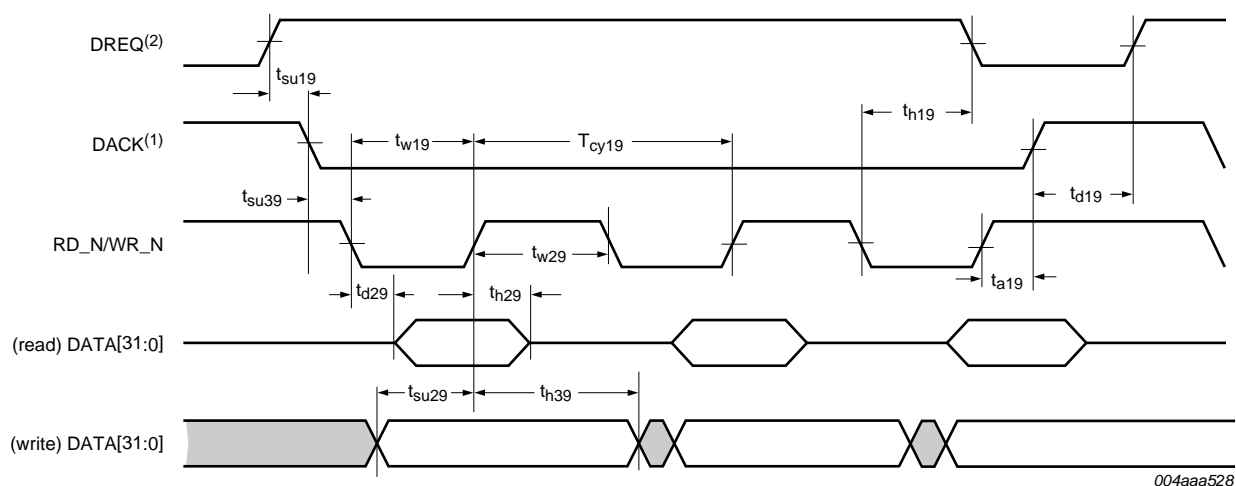 DREQ(2)
tsu19
th19
DACK(1)
tw19
Tcy19
tsu39
td19
RD_N/WR_N
tw29
ta19
td29
th29
(read) DATA[31:0]
tsu29
th39
(write) DATA[31:0]
004aaa528